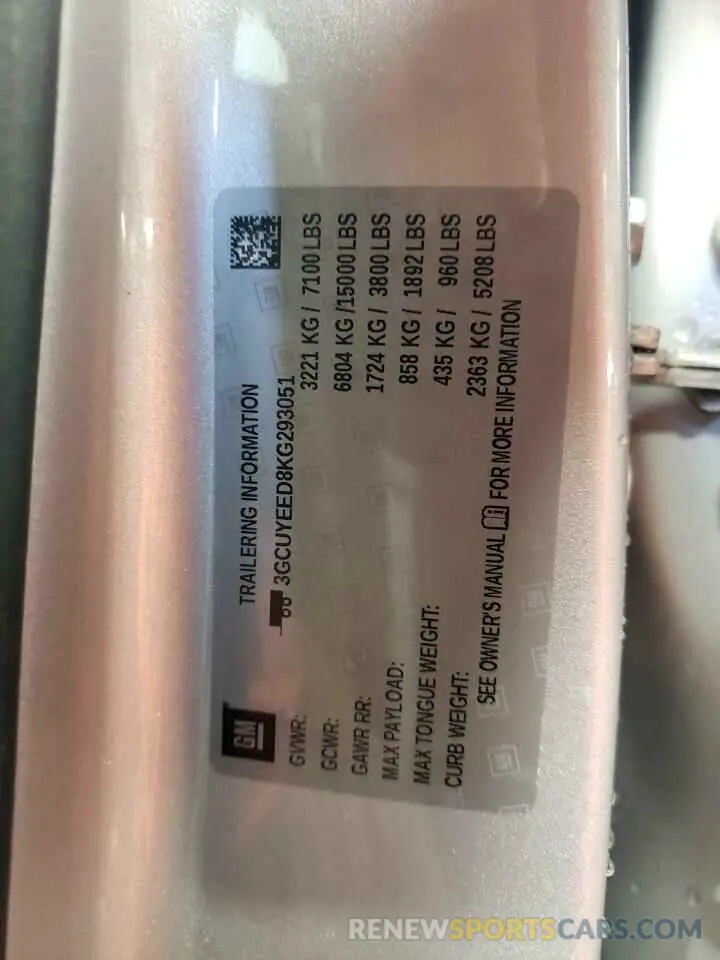 GM
TRAILERING INFORMATION
3GCUYEED8KG293051
GVWR: 3221 KG / 7100 LBS
GCWR: 6804 KG /15000 LBS
GAWR RR: 1724 KG / 3800 LBS
MAX PAYLOAD: 858 KG / 1892 LBS
MAX TONGUE WEIGHT: 435 KG / 960 LBS
CURB WEIGHT: 2363 KG / 5208 LBS
SEE OWNER'S MANUAL FOR MORE INFORMATION
RENEWSPORTSCARS.COM